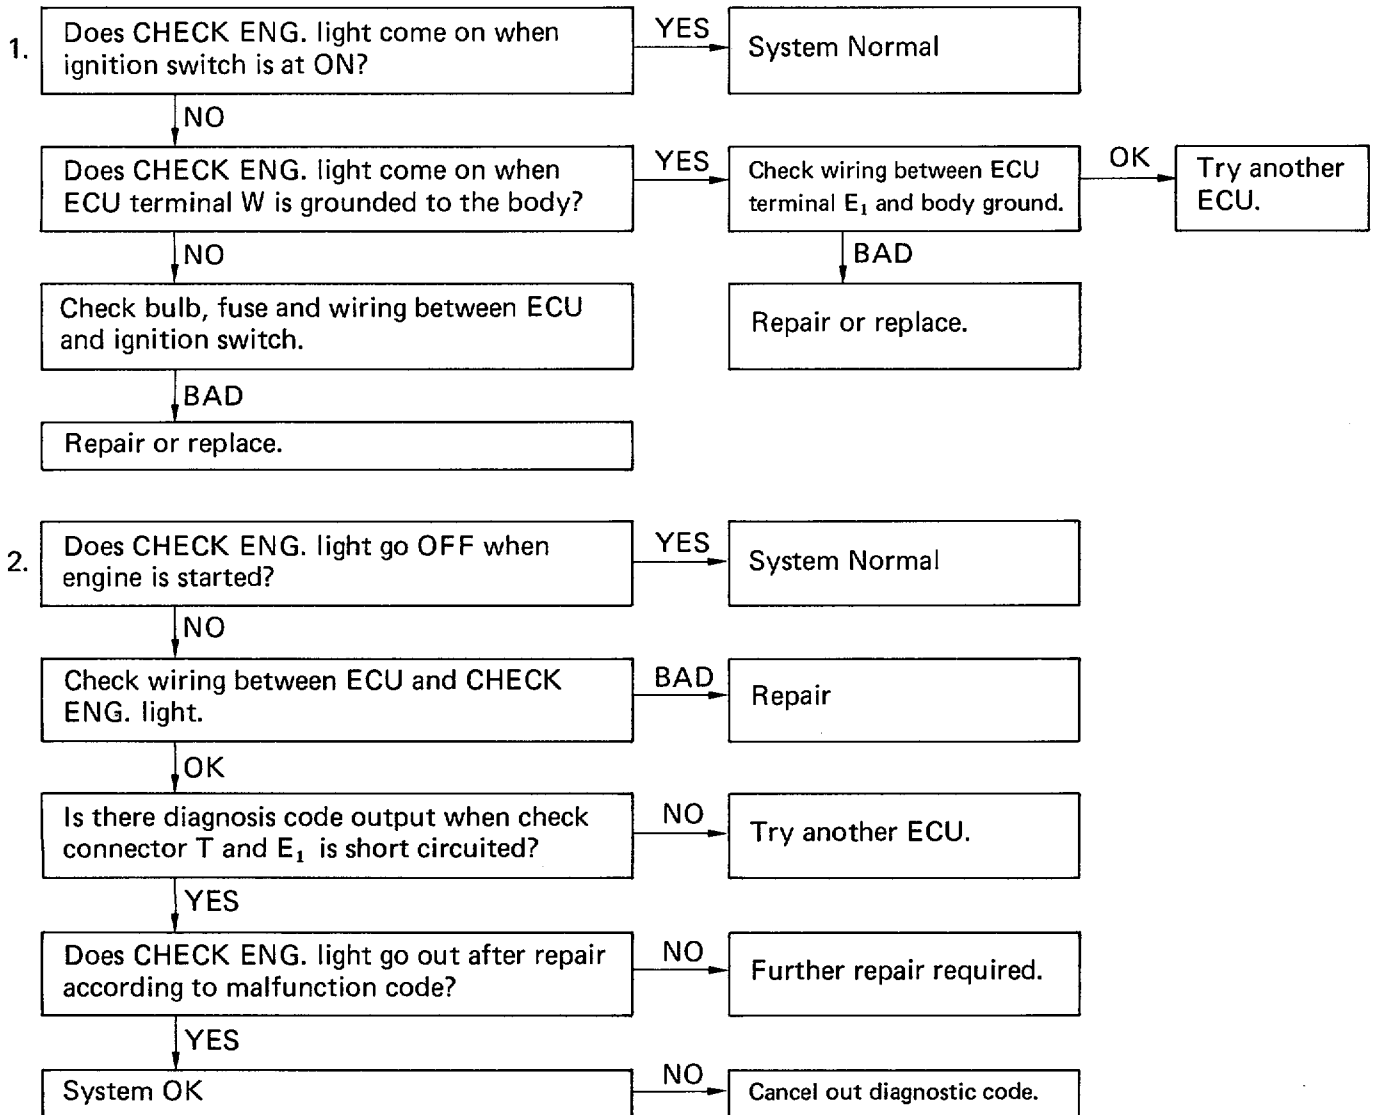 1.
Does CHECK ENG. light come on when
ignition switch is at ON?
YES
System Normal
NO
Does CHECK ENG. light come on when
ECU terminal W is grounded to the body?
YES
Check wiring between ECU
terminal E₁ and body ground.
OK
Try another
ECU.
NO
BAD
Check bulb, fuse and wiring between ECU
and ignition switch.
Repair or replace.
BAD
Repair or replace.
2.
Does CHECK ENG. light go OFF when
engine is started?
YES
System Normal
NO
Check wiring between ECU and CHECK
ENG. light.
BAD
Repair
OK
Is there diagnosis code output when check
connector T and E₁ is short circuited?
NO
Try another ECU.
YES
Does CHECK ENG. light go out after repair
according to malfunction code?
NO
Further repair required.
YES
System OK
NO
Cancel out diagnostic code.